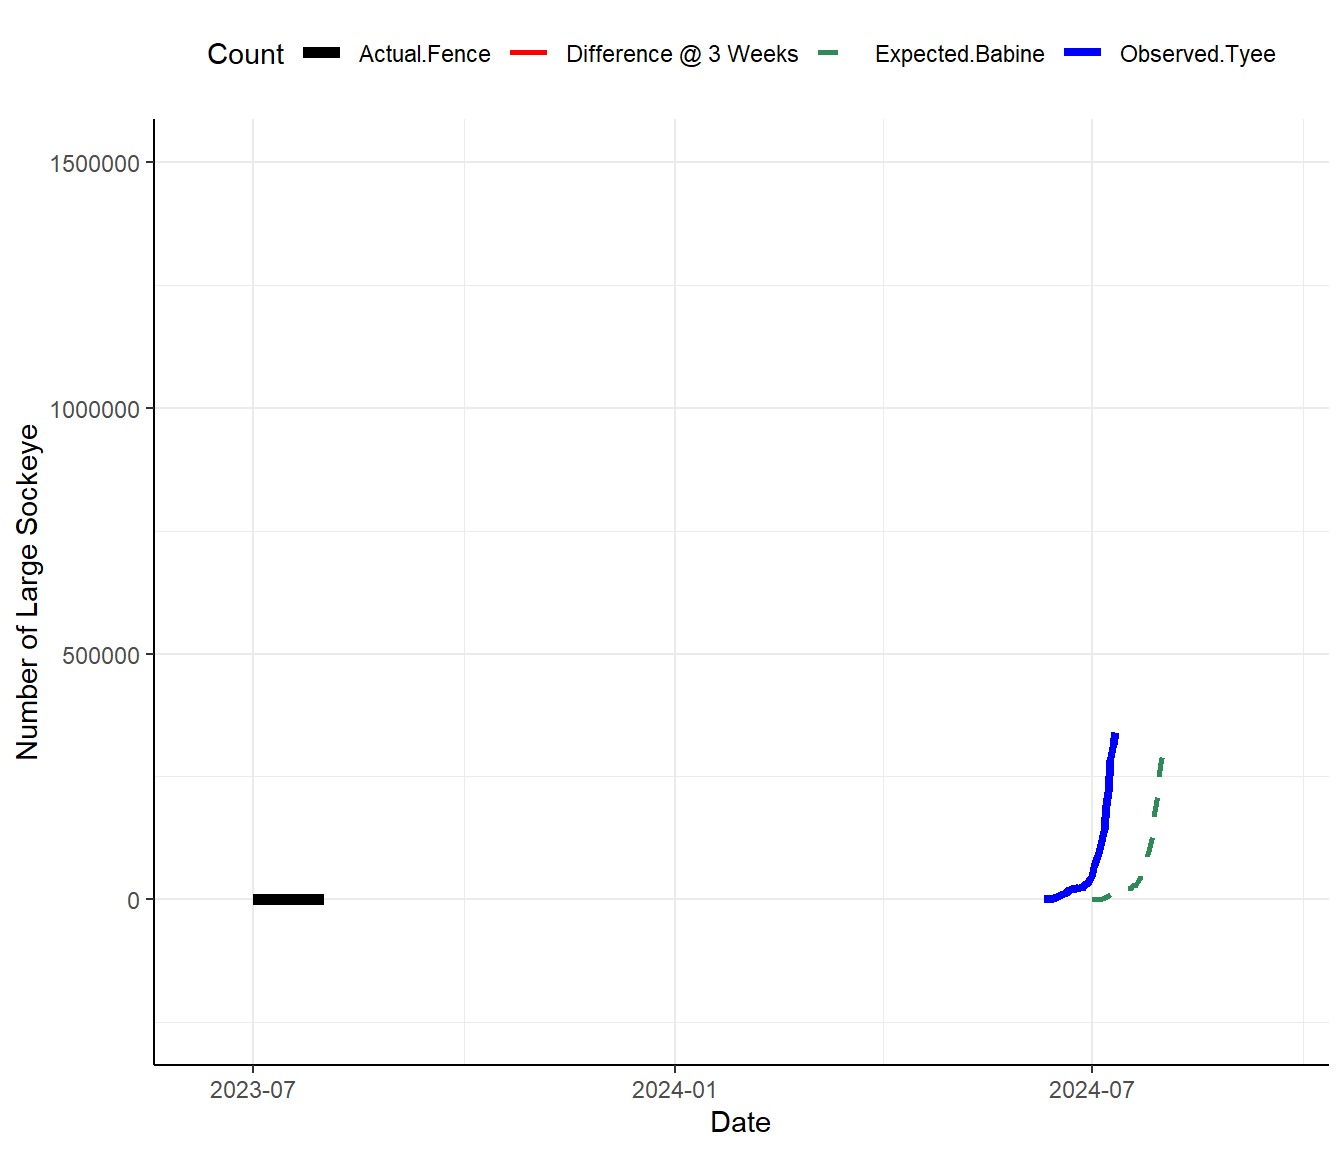 Count Actual.Fence Difference @ 3 Weeks Expected.Babine Observed.Tyee
1500000
1000000
500000
0
Number of Large Sockeye
2023-07 2024-01 2024-07
Date